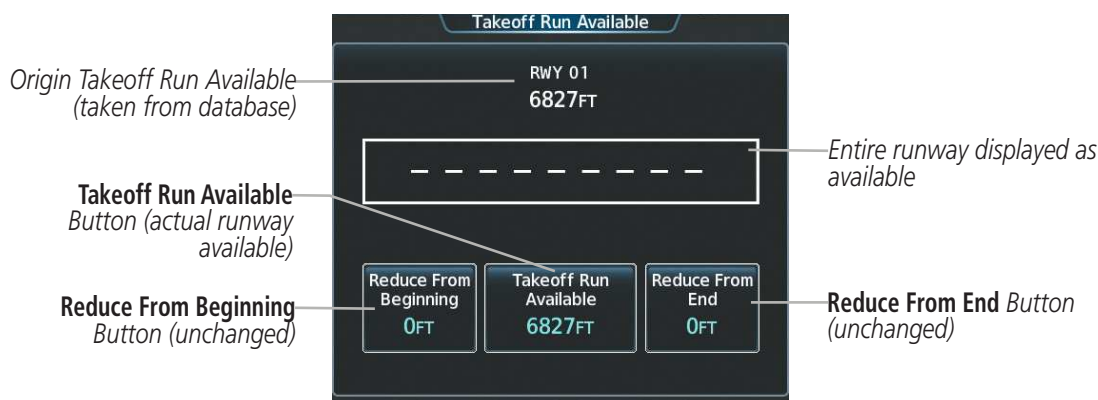 Takeoff Run Available
Origin Takeoff Run Available
(taken from database)
RWY 01
6827FT
Entire runway displayed as
available
Takeoff Run Available
Button (actual runway
available)
Reduce From Beginning
Button (unchanged)
Reduce From
Beginning
0FT
Takeoff Run
Available
6827FT
Reduce From
End
0FT
Reduce From End Button
(unchanged)